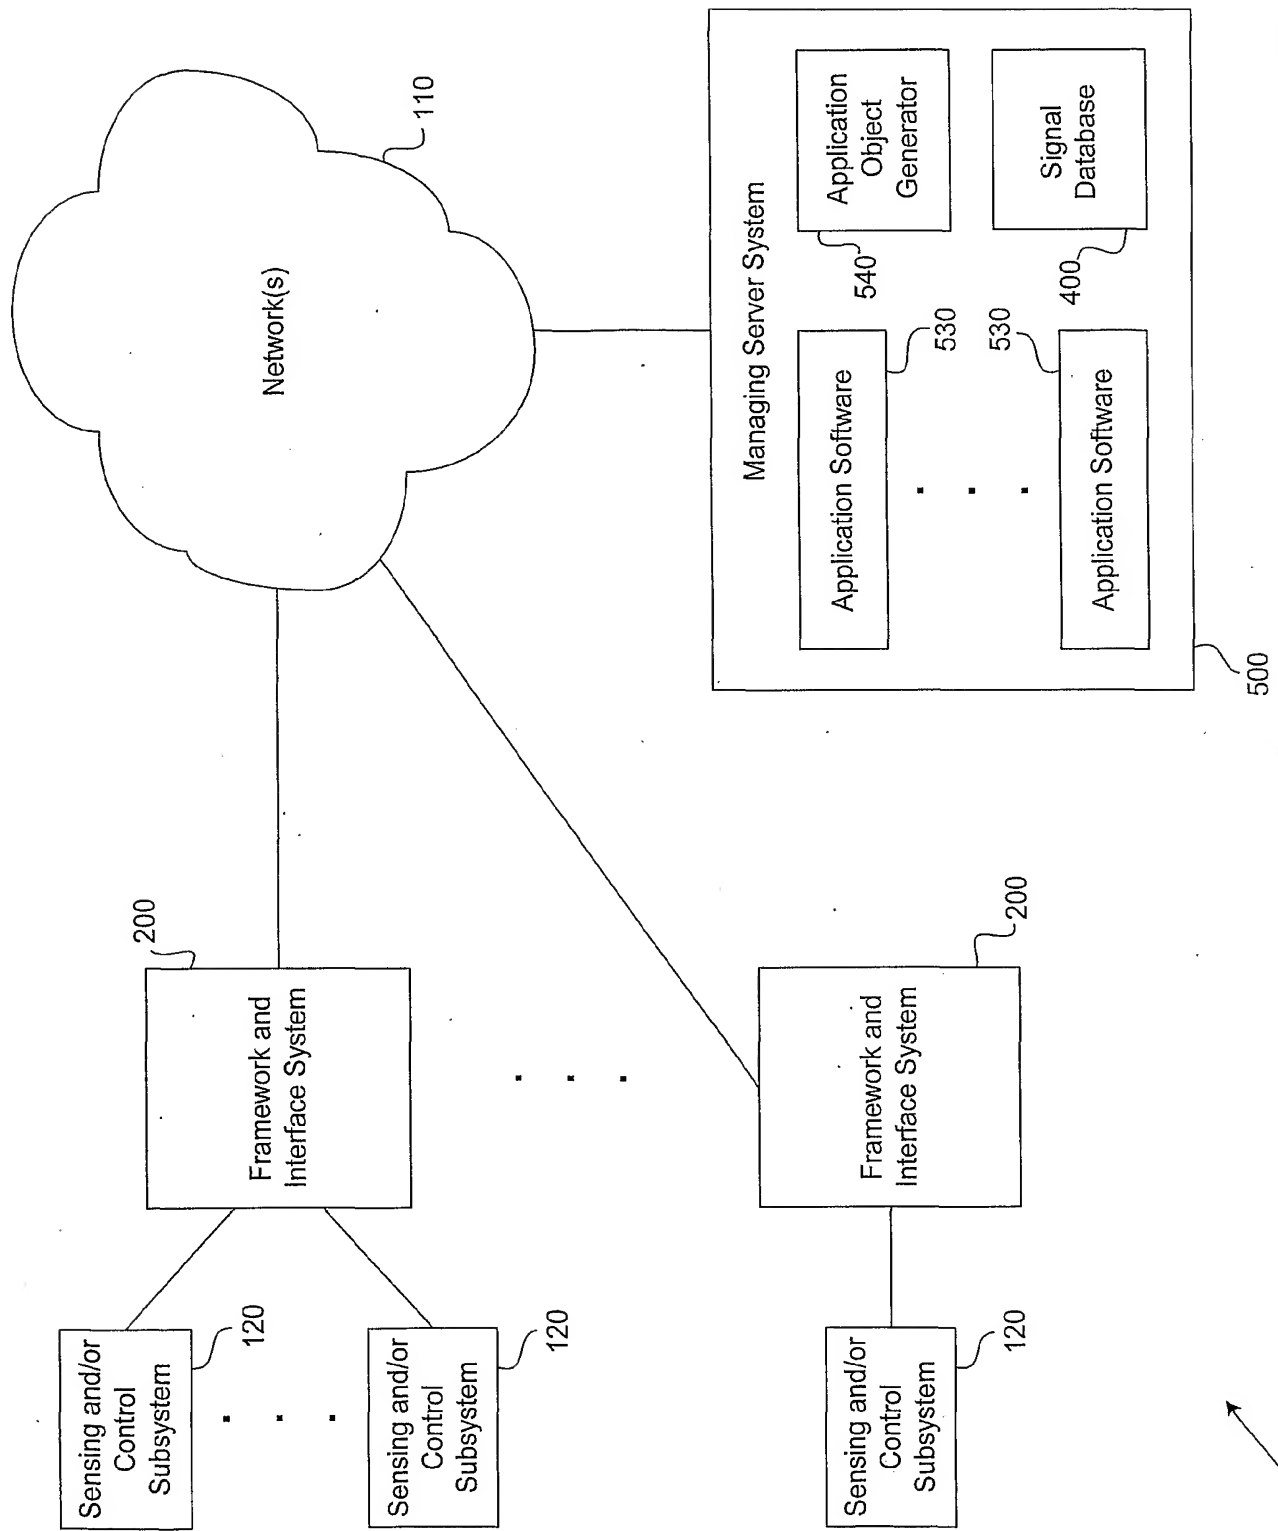 Sensing and/or
Control
Subsystem
120
Sensing and/or
Control
Subsystem
120
Sensing and/or
Control
Subsystem
120
Framework and
Interface System
200
Framework and
Interface System
200
Network(s)
110
Managing Server System
Application Software
530
530
Application Software
Application
Object
Generator
540
Signal
Database
400
500